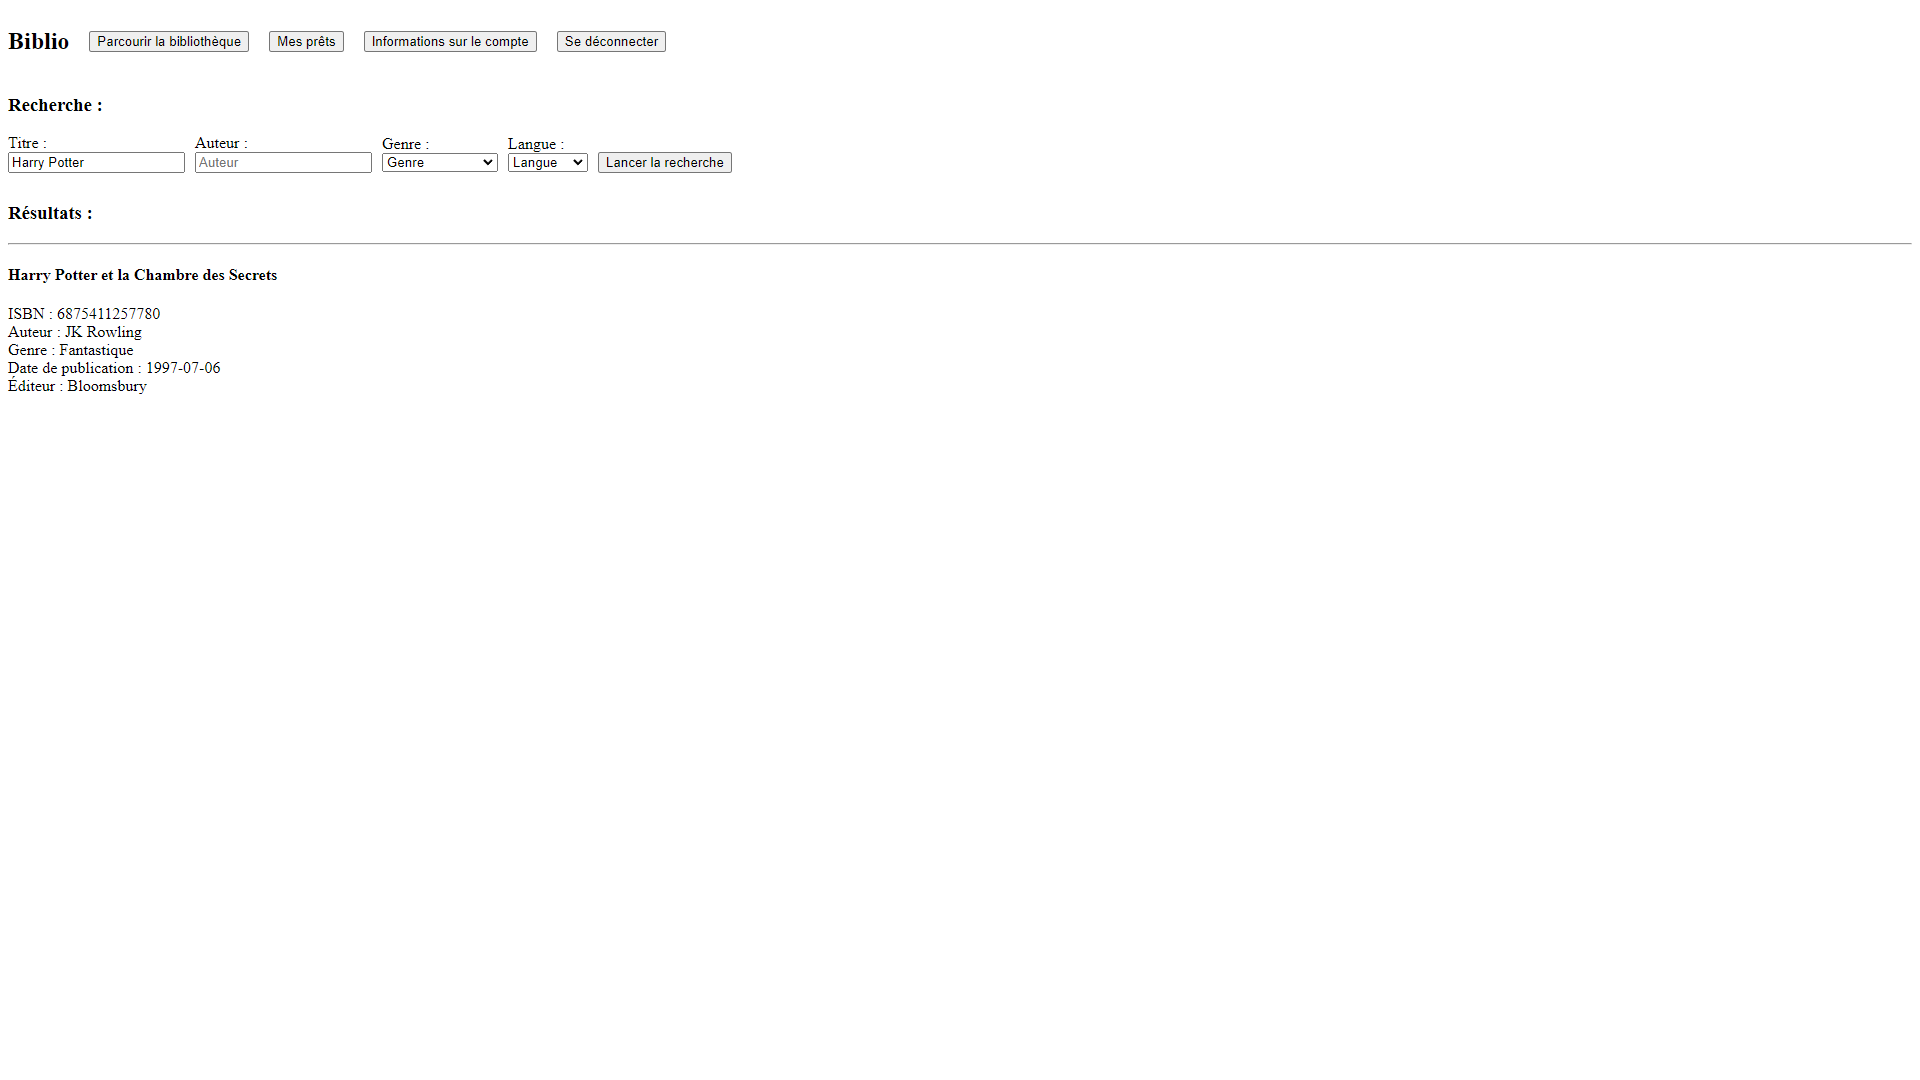 Biblio Parcourir la bibliothèque Mes prêts Informations sur le compte Se déconnecter
Recherche :
Titre : Auteur : Genre : Langue :
Harry Potter Auteur Genre Langue Lancer la recherche
Résultats :
Harry Potter et la Chambre des Secrets
ISBN : 6875411257780
Auteur : JK Rowling
Genre : Fantastique
Date de publication : 1997-07-06
Éditeur : Bloomsbury